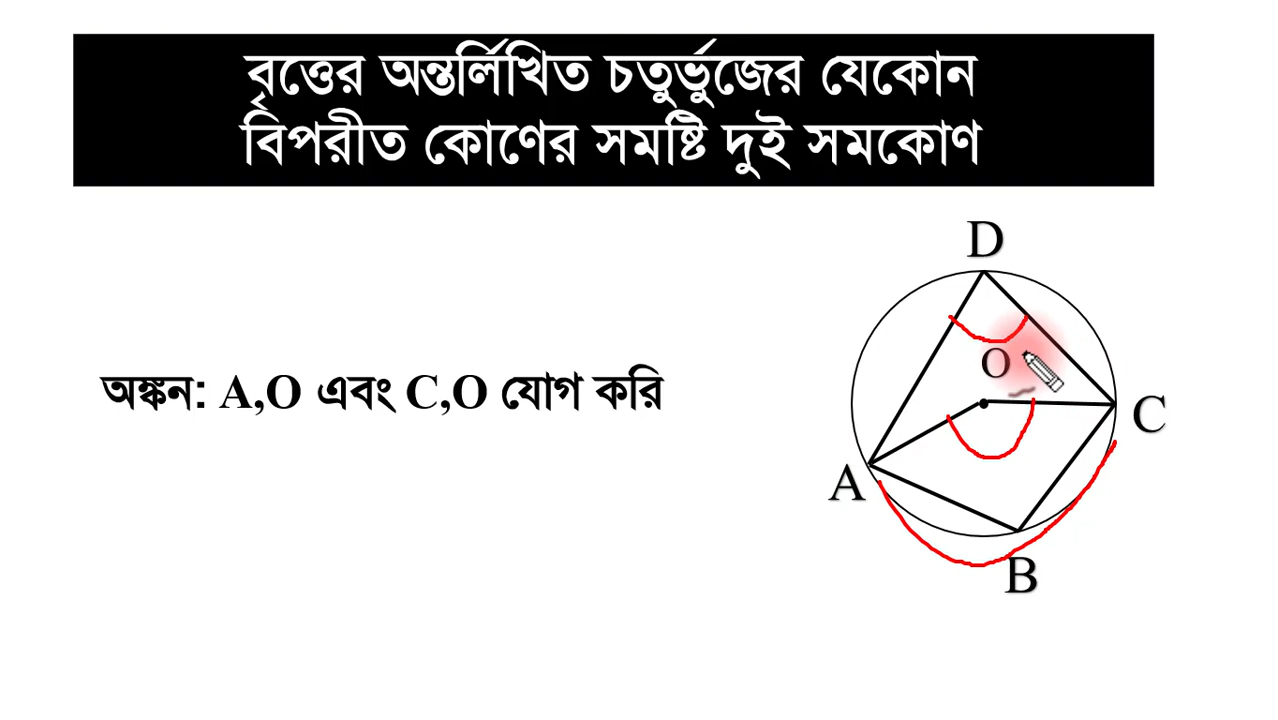 বৃত্তের অন্তর্লিখিত চতুর্ভুজের যেকোন
বিপরীত কোণের সমষ্টি দুই সমকোণ
D
O
অঙ্কন: A,O এবং C,O যোগ করি
C
A
B